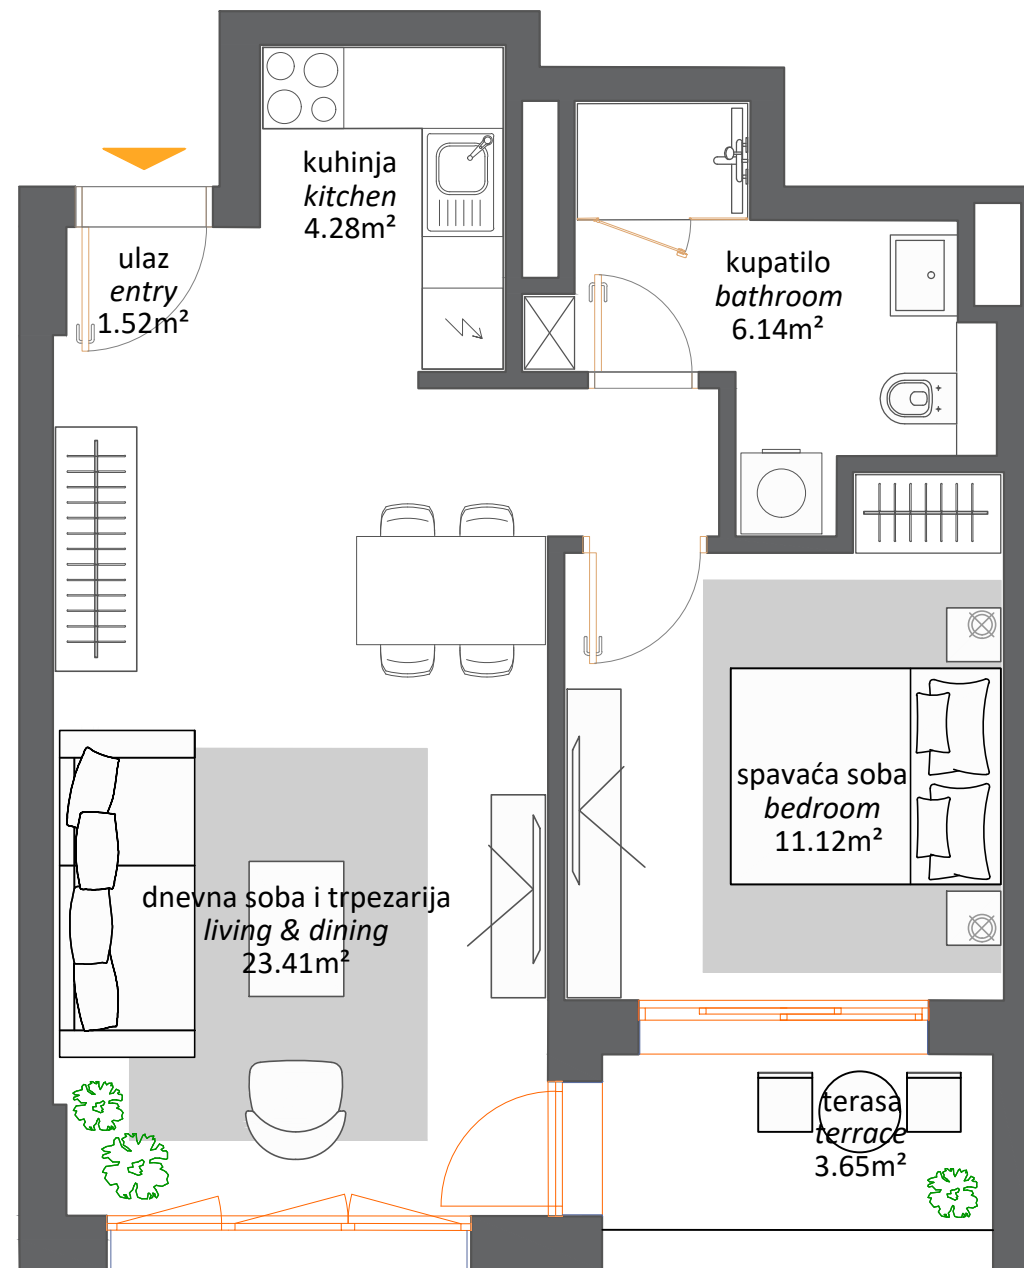 kuhinja
kitchen
4.28m²
ulaz
entry
1.52m²
kupatilo
bathroom
6.14m²
spavaća soba
bedroom
11.12m²
dnevna soba i trpezarija
living & dining
23.41m²
terasa
terrace
3.65m²